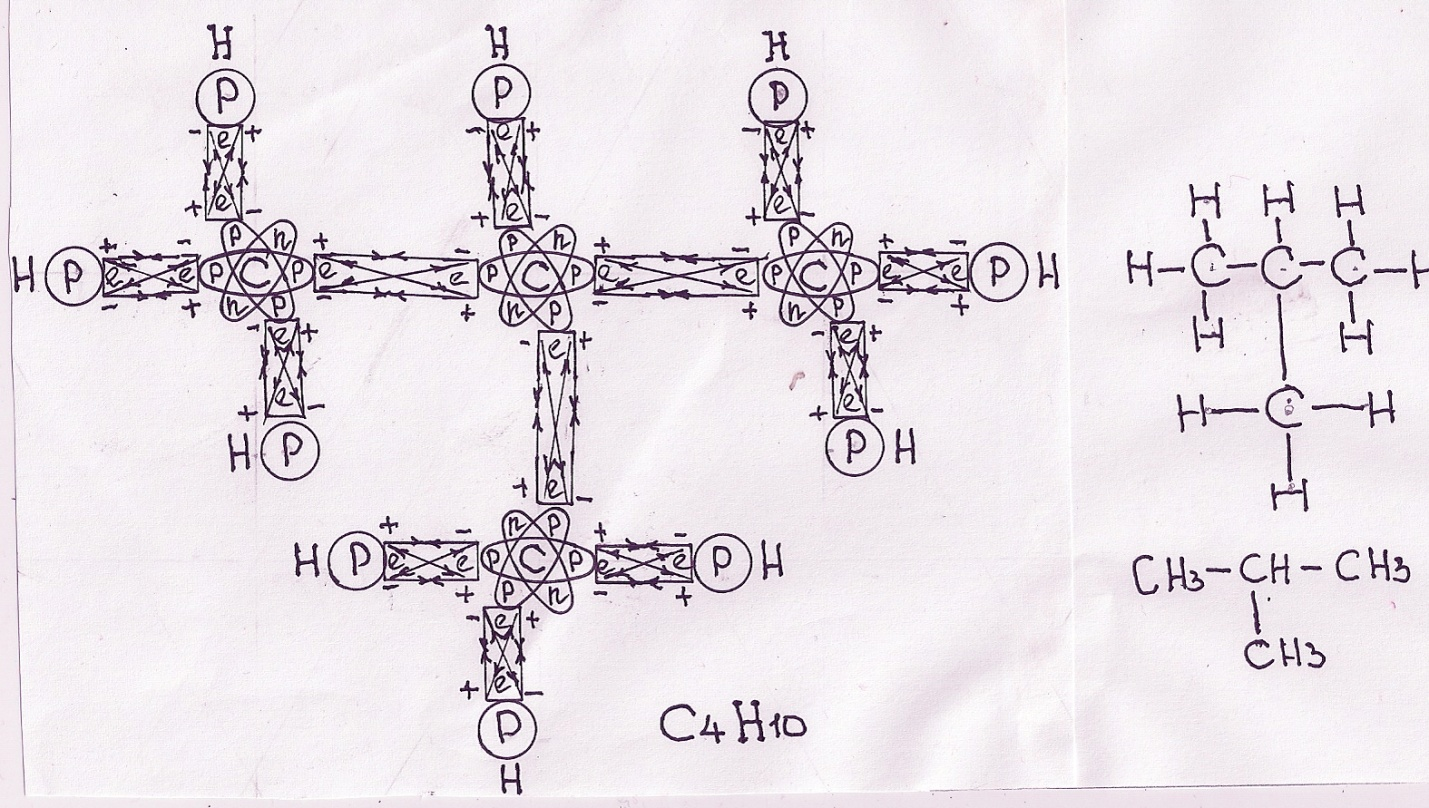 H H H
P P P
- e + - e + - e +
+ e - + e - + e -
p n p n p n
+ - + - + - + -
H P e e p C p e e p C p e e p C p e e P H
- + - + - + - +
n p n p n p
- e + - e + - e +
+ e - + e -
H P P H
+ e -
n p
+ - + -
H P e e p C p e e P H
- + - +
p n
- e +
+ e -
P
H
C4H10
H H H
H-C-C-C-H
H H
H-C-H
H
CH3-CH-CH3
CH3